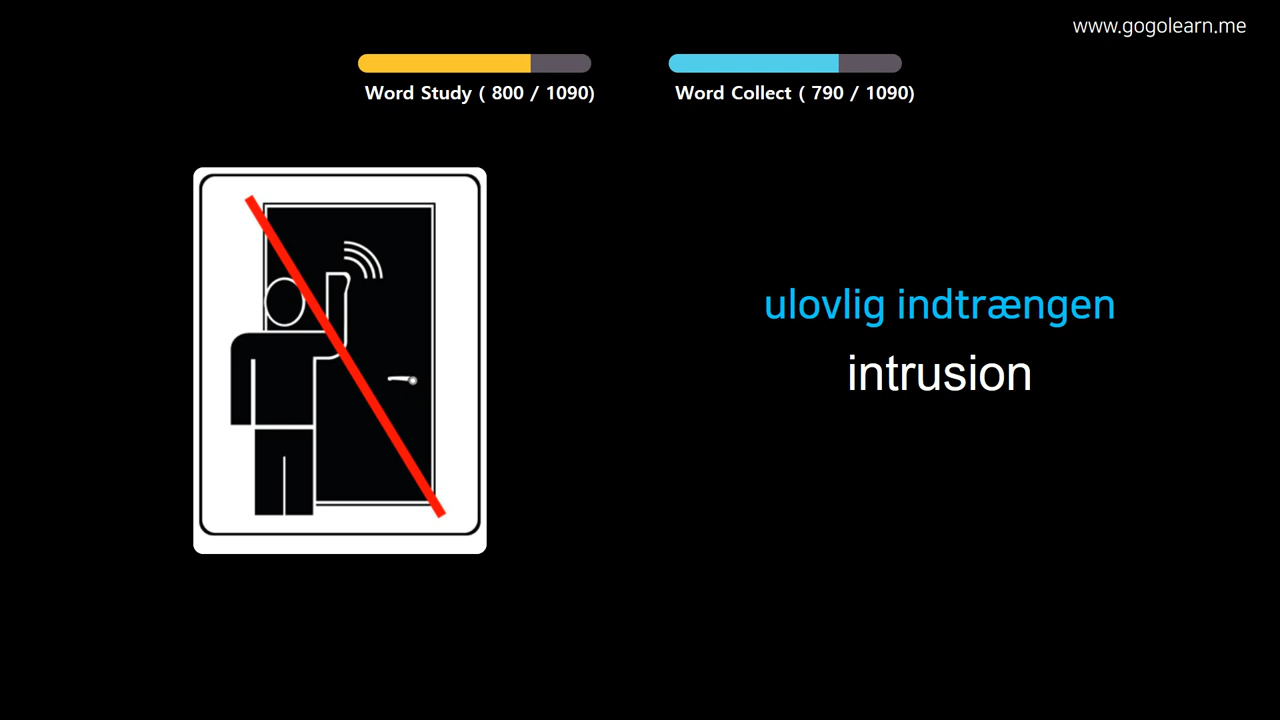 www.gogolearn.me
Word Study ( 800 / 1090)
Word Collect ( 790 / 1090)
ulovlig indtrængen
intrusion